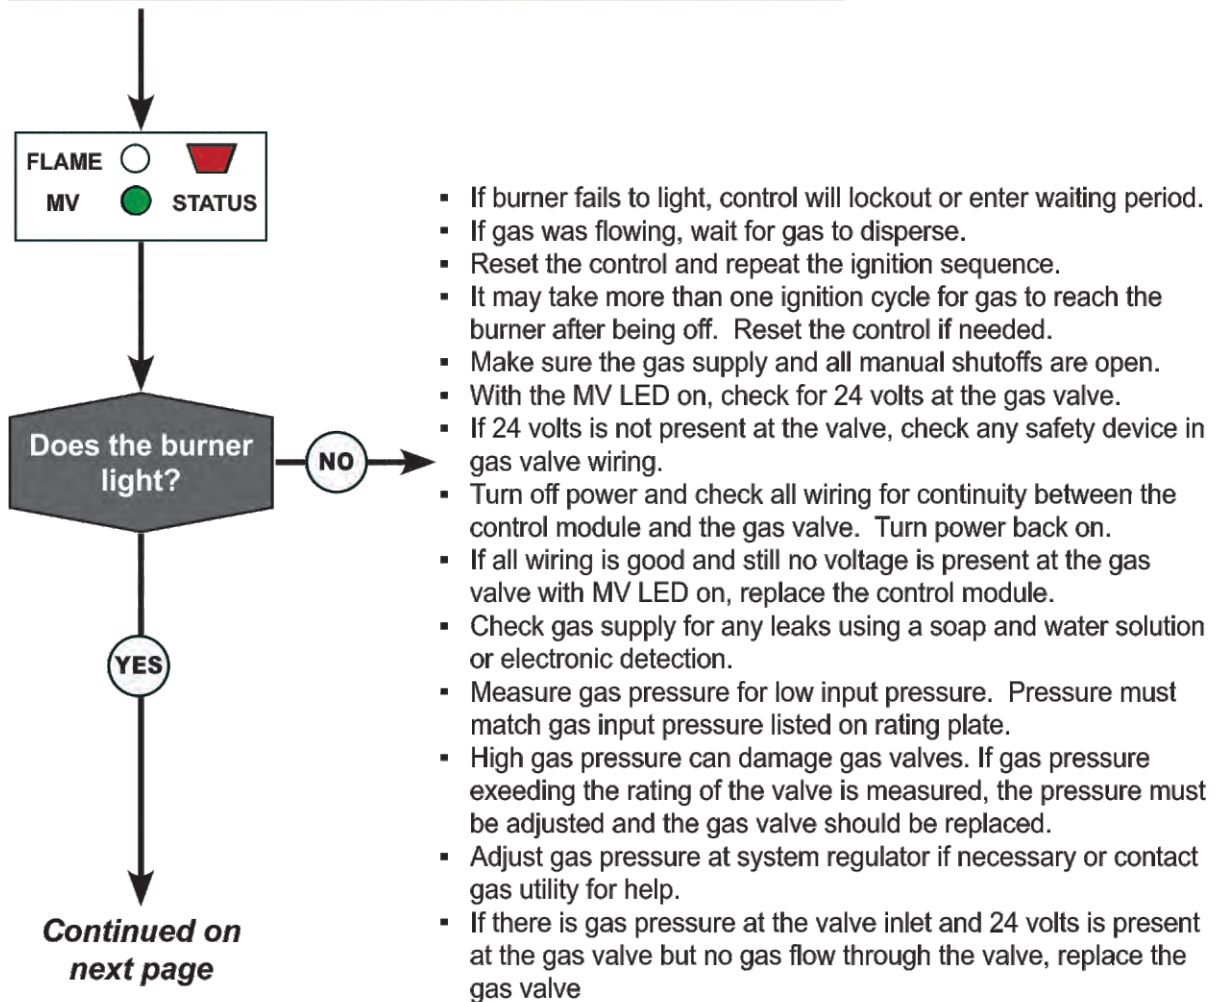 FLAME
MV STATUS
▪ If burner fails to light, control will lockout or enter waiting period.
▪ If gas was flowing, wait for gas to disperse.
▪ Reset the control and repeat the ignition sequence.
▪ It may take more than one ignition cycle for gas to reach the
burner after being off. Reset the control if needed.
▪ Make sure the gas supply and all manual shutoffs are open.
▪ With the MV LED on, check for 24 volts at the gas valve.
▪ If 24 volts is not present at the valve, check any safety device in
gas valve wiring.
▪ Turn off power and check all wiring for continuity between the
control module and the gas valve. Turn power back on.
▪ If all wiring is good and still no voltage is present at the gas
valve with MV LED on, replace the control module.
▪ Check gas supply for any leaks using a soap and water solution
or electronic detection.
▪ Measure gas pressure for low input pressure. Pressure must
match gas input pressure listed on rating plate.
▪ High gas pressure can damage gas valves. If gas pressure
exeeding the rating of the valve is measured, the pressure must
be adjusted and the gas valve should be replaced.
▪ Adjust gas pressure at system regulator if necessary or contact
gas utility for help.
▪ If there is gas pressure at the valve inlet and 24 volts is present
at the gas valve but no gas flow through the valve, replace the
gas valve
Does the burner
light?
NO
YES
Continued on
next page